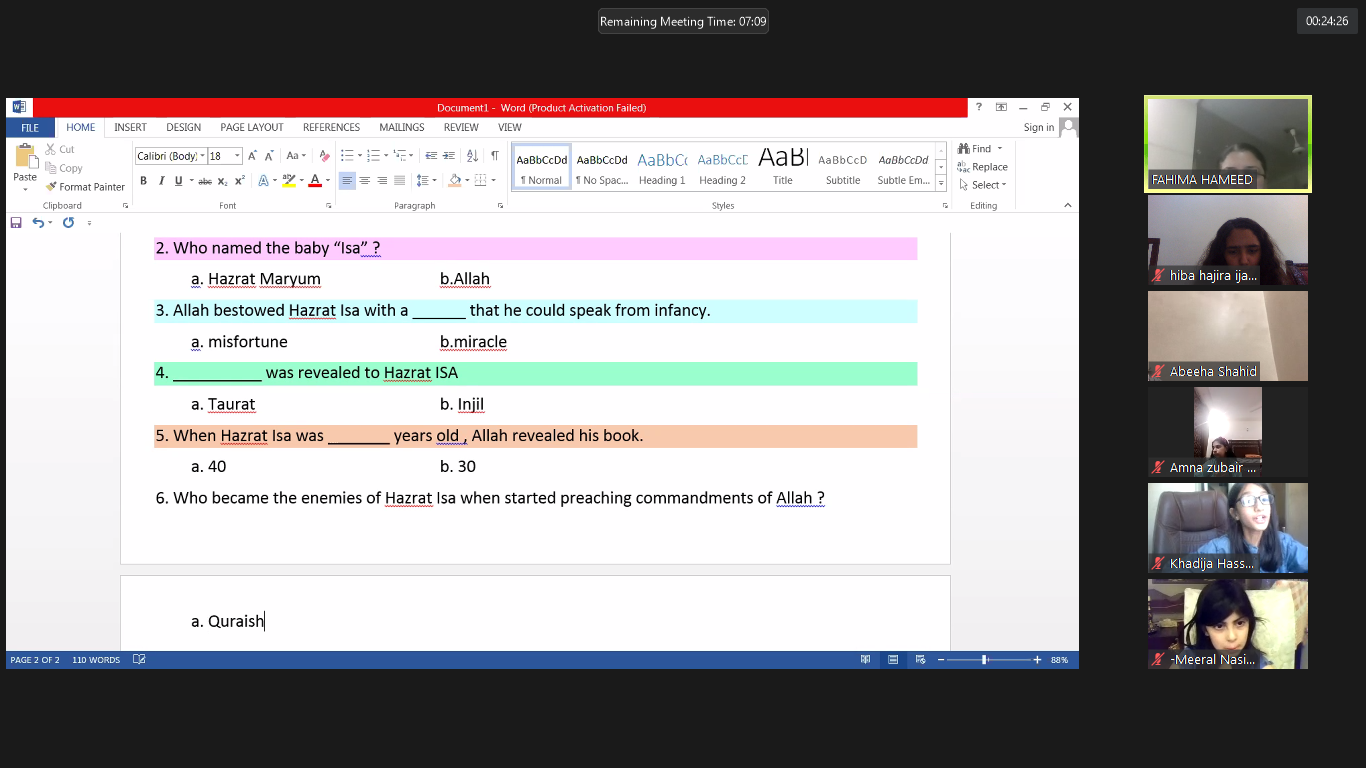 Remaining Meeting Time: 07:09
00:24:26
Document1 - Word (Product Activation Failed)
FILE HOME INSERT DESIGN PAGE LAYOUT REFERENCES MAILINGS REVIEW VIEW Sign in
Paste
Cut
Copy
Format Painter
Calibri (Body) 18
AaBbCcDd AaBbCcDd AaBbCc AaBbCcD AaBl AaBbCcD AaBbCcDd
¶ Normal ¶ No Spac... Heading 1 Heading 2 Title Subtitle Subtle Em...
Find
Replace
Select
Clipboard Font Paragraph Styles Editing
2. Who named the baby “Isa” ?
a. Hazrat Maryum b.Allah
3. Allah bestowed Hazrat Isa with a ______ that he could speak from infancy.
a. misfortune b.miracle
4. __________ was revealed to Hazrat ISA
a. Taurat b. Injil
5. When Hazrat Isa was _______ years old , Allah revealed his book.
a. 40 b. 30
6. Who became the enemies of Hazrat Isa when started preaching commandments of Allah ?
a. Quraish
PAGE 2 OF 2 110 WORDS 88%
FAHIMA HAMEED
hiba hajira ija...
Abeeha Shahid
Amna zubair ...
Khadija Hass...
-Meeral Nasi...